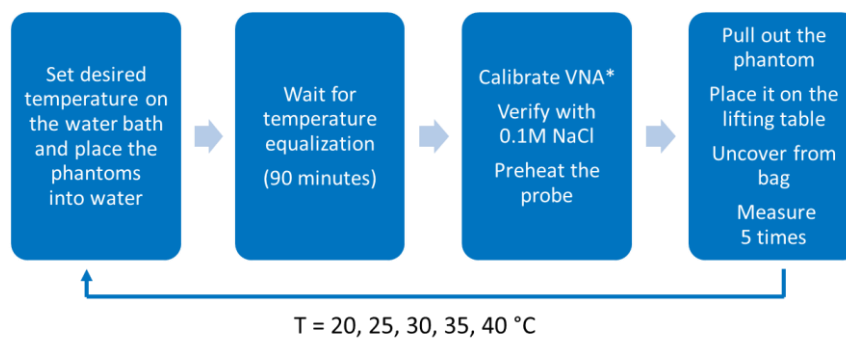 Set desired
temperature on
the water bath
and place the
phantoms
into water
Wait for
temperature
equalization
(90 minutes)
Calibrate VNA*
Verify with
0.1M NaCl
Preheat the
probe
Pull out the
phantom
Place it on the
lifting table
Uncover from
bag
Measure
5 times
T = 20, 25, 30, 35, 40 °C